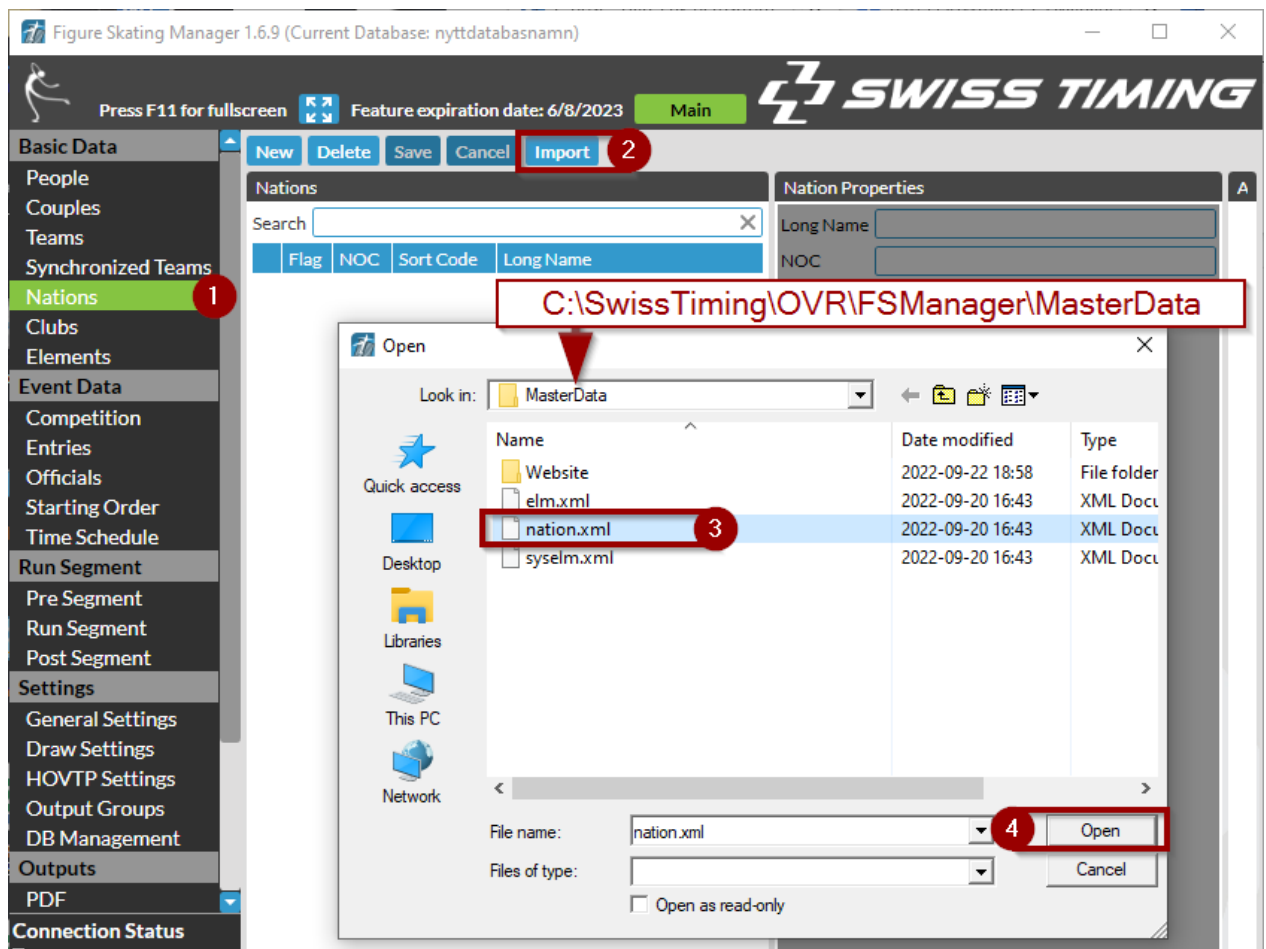 Figure Skating Manager 1.6.9 (Current Database: nyttdatabasnamn)
Press F11 for fullscreen Feature expiration date: 6/8/2023 Main SWISS TIMING
Basic Data
People
Couples
Teams
Synchronized Teams
Nations 1
Clubs
Elements
Event Data
Competition
Entries
Officials
Starting Order
Time Schedule
Run Segment
Pre Segment
Run Segment
Post Segment
Settings
General Settings
Draw Settings
HOVTP Settings
Output Groups
DB Management
Outputs
PDF
Connection Status
New Delete Save Cancel Import 2
Nations
Search
Flag NOC Sort Code Long Name
Nation Properties A
Long Name
NOC
C:\SwissTiming\OVR\FSManager\MasterData
Open
Look in: MasterData
Quick access
Desktop
Libraries
This PC
Network
Name Date modified Type
Website 2022-09-22 18:58 File folder
elm.xml 2022-09-20 16:43 XML Docu
nation.xml 3 2022-09-20 16:43 XML Docu
syselm.xml 2022-09-20 16:43 XML Docu
File name: nation.xml 4 Open
Files of type: Cancel
Open as read-only